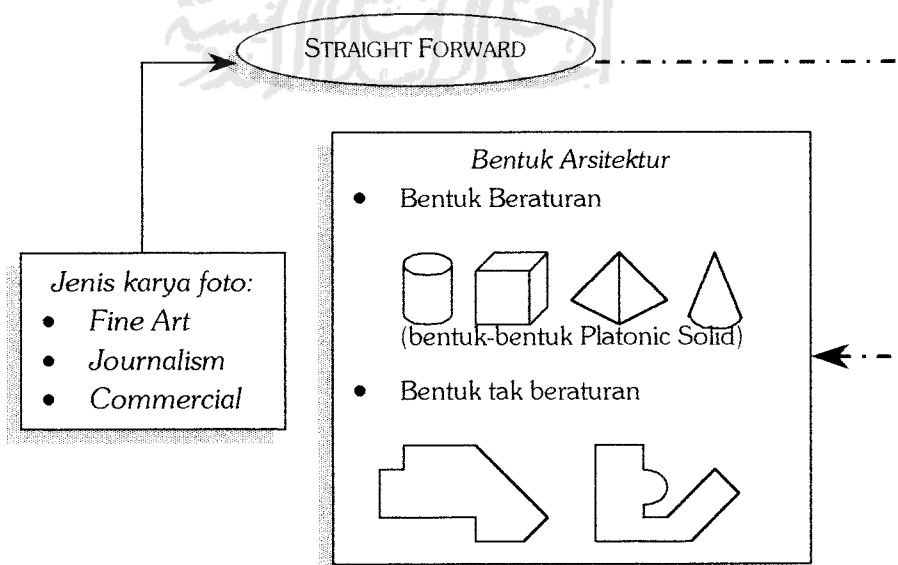 STRAIGHT FORWARD
Bentuk Arsitektur
• Bentuk Beraturan
(bentuk-bentuk Platonic Solid)
• Bentuk tak beraturan
Jenis karya foto:
• Fine Art
• Journalism
• Commercial